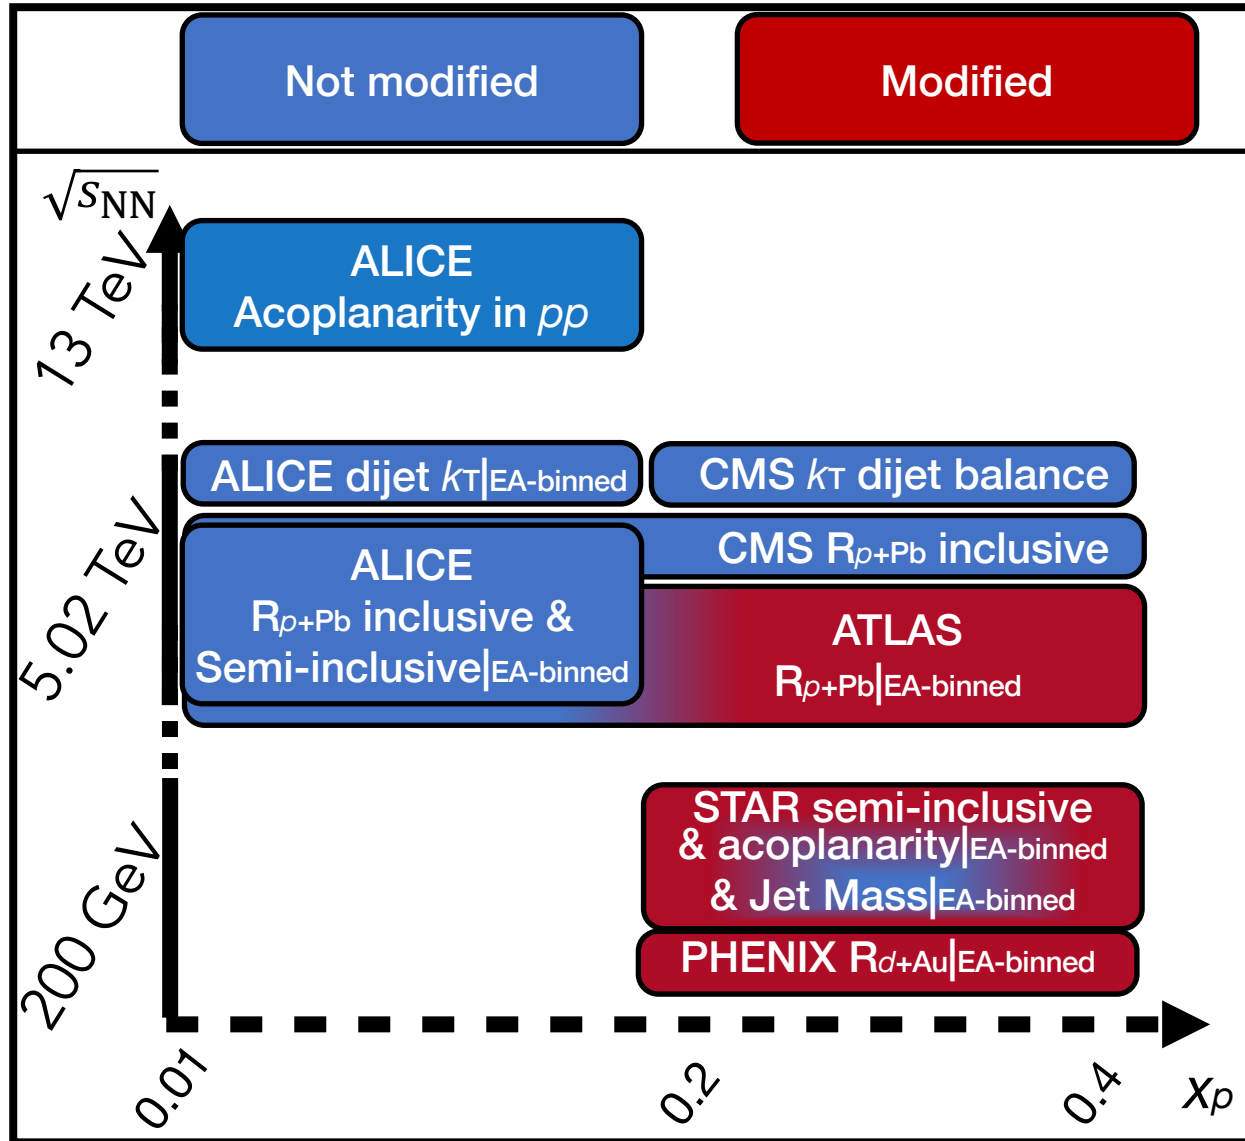 Not modified
Modified
√sNN
13 TeV
ALICE
Acoplanarity in pp
5.02 TeV
ALICE dijet kT|EA-binned
CMS kT dijet balance
CMS Rp+Pb inclusive
ALICE
Rp+Pb inclusive &
Semi-inclusive|EA-binned
ATLAS
Rp+Pb|EA-binned
200 GeV
STAR semi-inclusive
& acoplanarity|EA-binned
& Jet Mass|EA-binned
PHENIX Rd+Au|EA-binned
0.01
0.2
0.4
xp